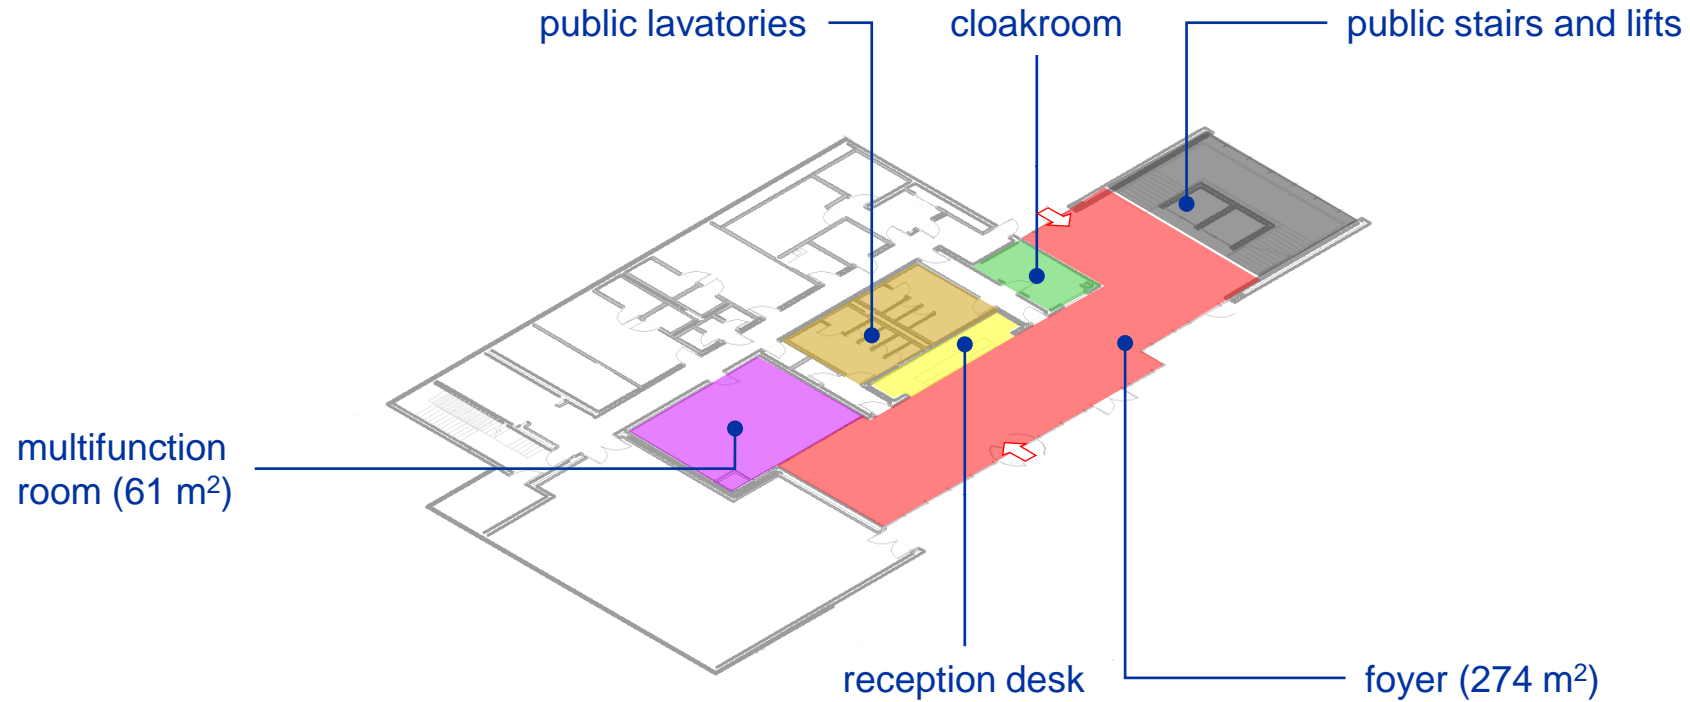 public lavatories
cloakroom
public stairs and lifts
multifunction
room (61 m²)
reception desk
foyer (274 m²)